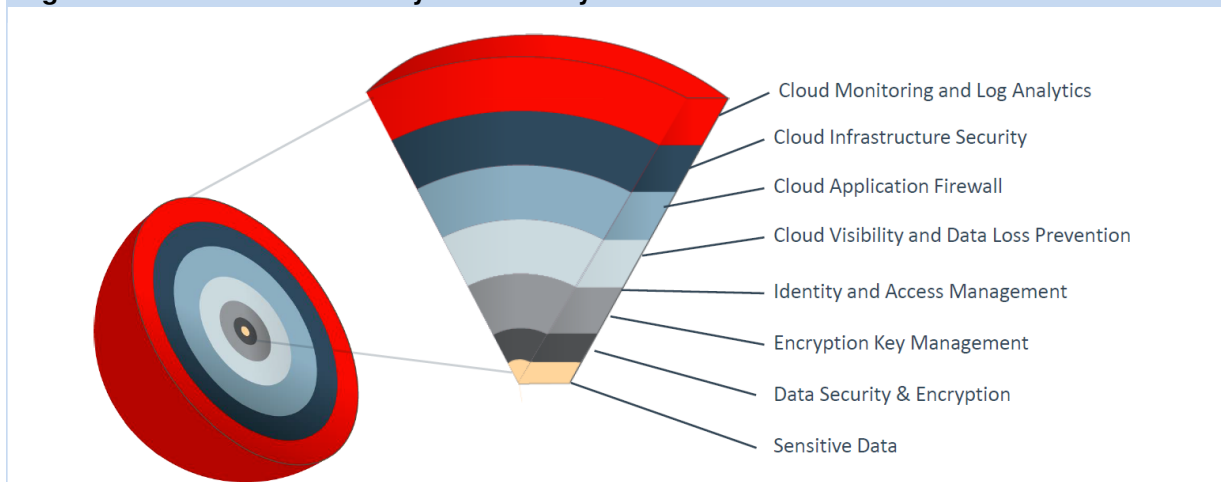 Cloud Monitoring and Log Analytics
Cloud Infrastructure Security
Cloud Application Firewall
Cloud Visibility and Data Loss Prevention
Identity and Access Management
Encryption Key Management
Data Security & Encryption
Sensitive Data